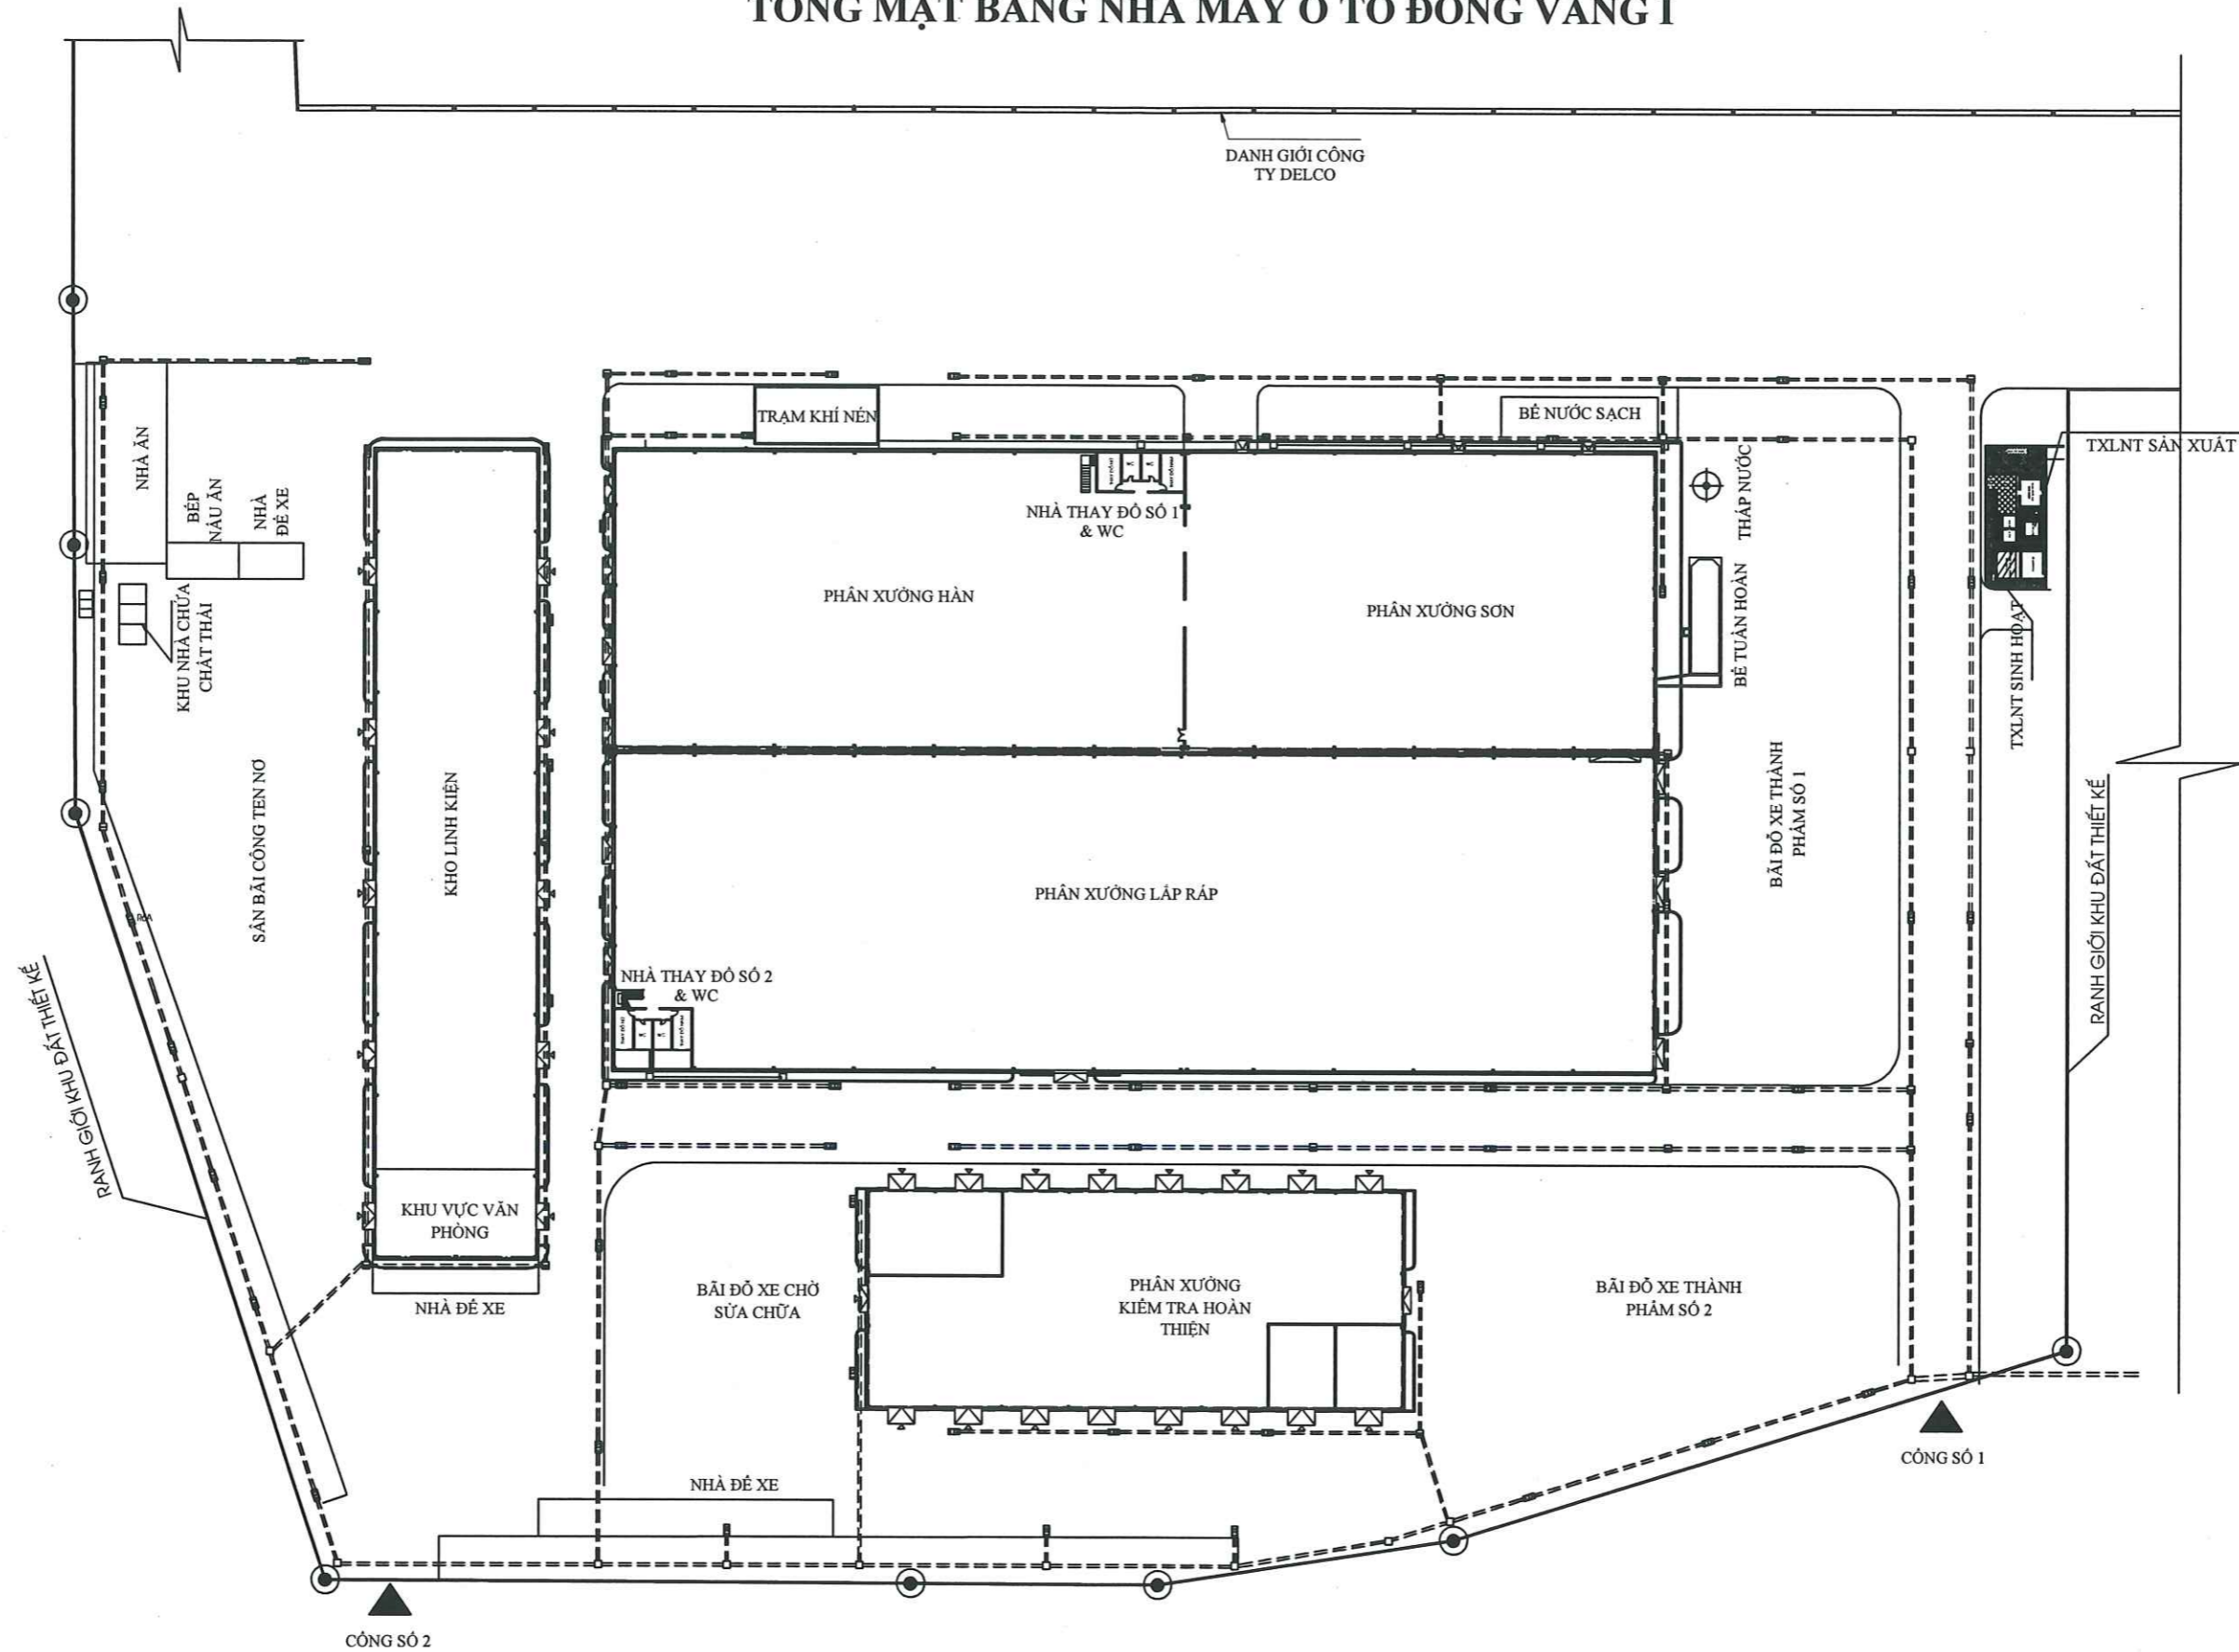 TỔNG MẶT BẰNG NHÀ MÁY Ô TÔ ĐỒNG VÀNG I
DANH GIỚI CÔNG
TY DELCO
TRẠM KHÍ NÉN
BỂ NƯỚC SẠCH
TXLNT SẢN XUẤT
NHÀ ĂN
BẾP
NẤU ĂN
NHÀ
ĐỂ XE
THÁP NƯỚC
NHÀ THAY ĐỒ SỐ 1
& WC
KHU NHÀ CHỨA
CHẤT THẢI
PHÂN XƯỞNG HÀN
PHÂN XƯỞNG SƠN
BỂ TUẦN HOÀN
TXLNT SINH HOẠT
SÂN BÃI CÔNG TEN NƠ
KHO LINH KIỆN
BÃI ĐỖ XE THÀNH
PHẨM SỐ 1
PHÂN XƯỞNG LẮP RÁP
RANH GIỚI KHU ĐẤT THIẾT KẾ
RANH GIỚI KHU ĐẤT THIẾT KẾ
NHÀ THAY ĐỒ SỐ 2
& WC
KHU VỰC VĂN
PHÒNG
NHÀ ĐỂ XE
BÃI ĐỖ XE CHỜ
SỬA CHỮA
PHÂN XƯỞNG
KIỂM TRA HOÀN
THIỆN
BÃI ĐỖ XE THÀNH
PHẨM SỐ 2
NHÀ ĐỂ XE
CỔNG SỐ 1
CỔNG SỐ 2